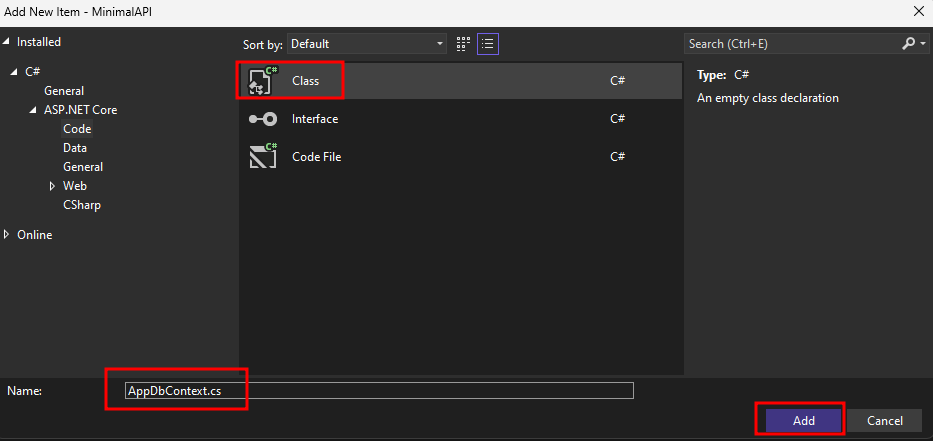 Add New Item - MinimalAPI
Installed
Sort by: Default
Search (Ctrl+E)
C#
General
ASP.NET Core
Code
Data
General
Web
CSharp
Online
C# Class C#
Interface C#
C# Code File C#
Type: C#
An empty class declaration
Name: AppDbContext.cs
Add Cancel